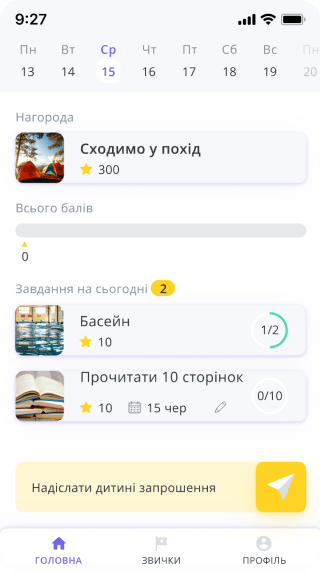 9:27
Пн Вт Ср Чт Пт Сб Вс Пн
13 14 15 16 17 18 19 20
Нагорода
Сходимо у похід
300
Всього балів
0
Завдання на сьогодні 2
Басейн
10
1/2
Прочитати 10 сторінок
10 15 чер
0/10
Надіслати дитині запрошення
ГОЛОВНА ЗВИЧКИ ПРОФІЛЬ